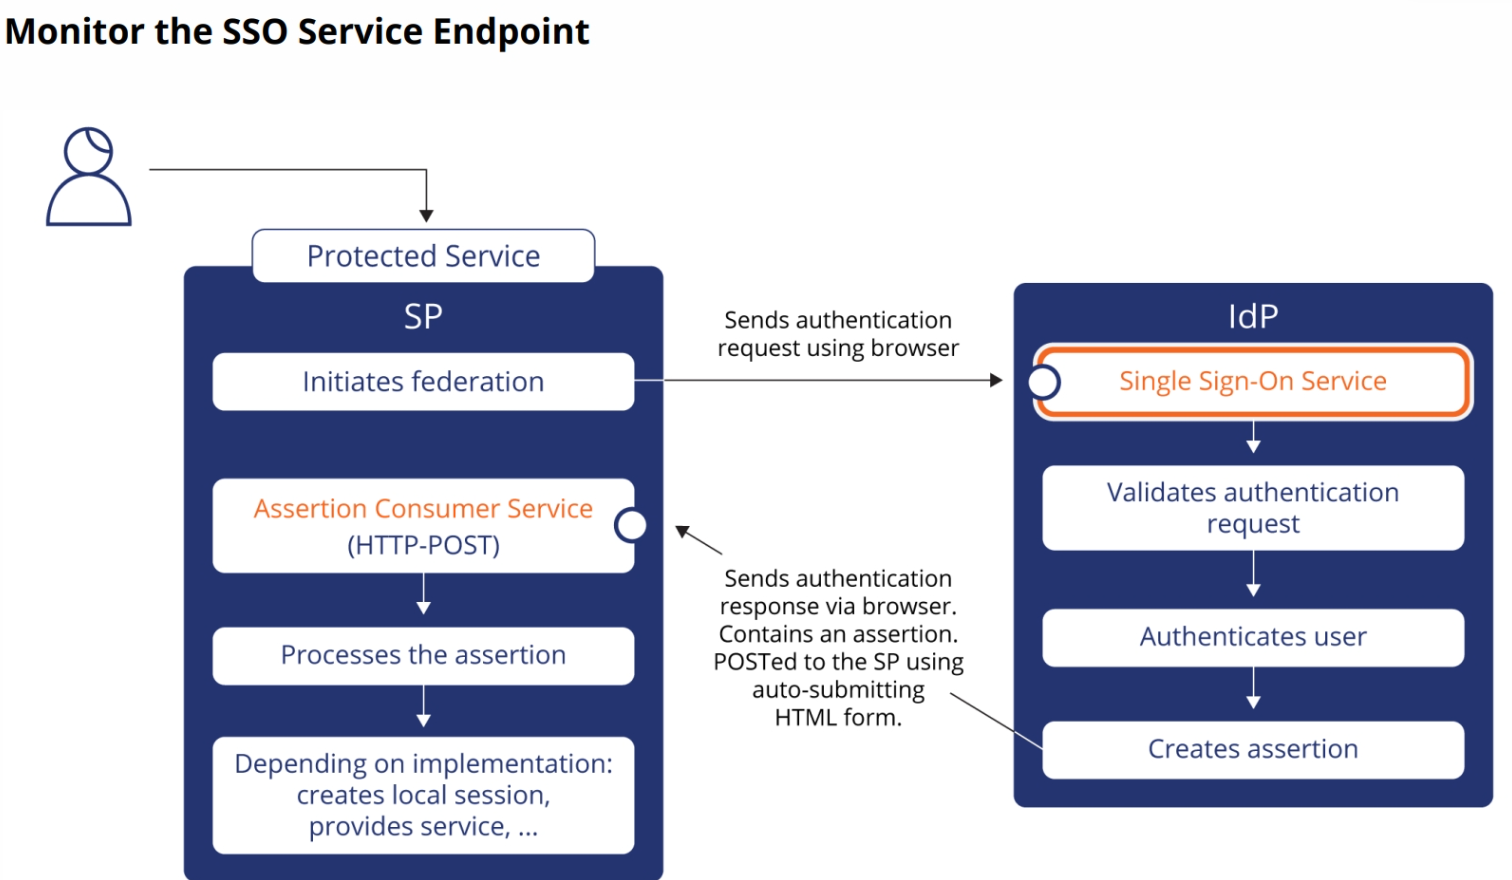 Monitor the SSO Service Endpoint
Protected Service
SP
Initiates federation
Assertion Consumer Service
(HTTP-POST)
Processes the assertion
Depending on implementation:
creates local session,
provides service, ...
Sends authentication
request using browser
Sends authentication
response via browser.
Contains an assertion.
POSTed to the SP using
auto-submitting
HTML form.
IdP
Single Sign-On Service
Validates authentication
request
Authenticates user
Creates assertion